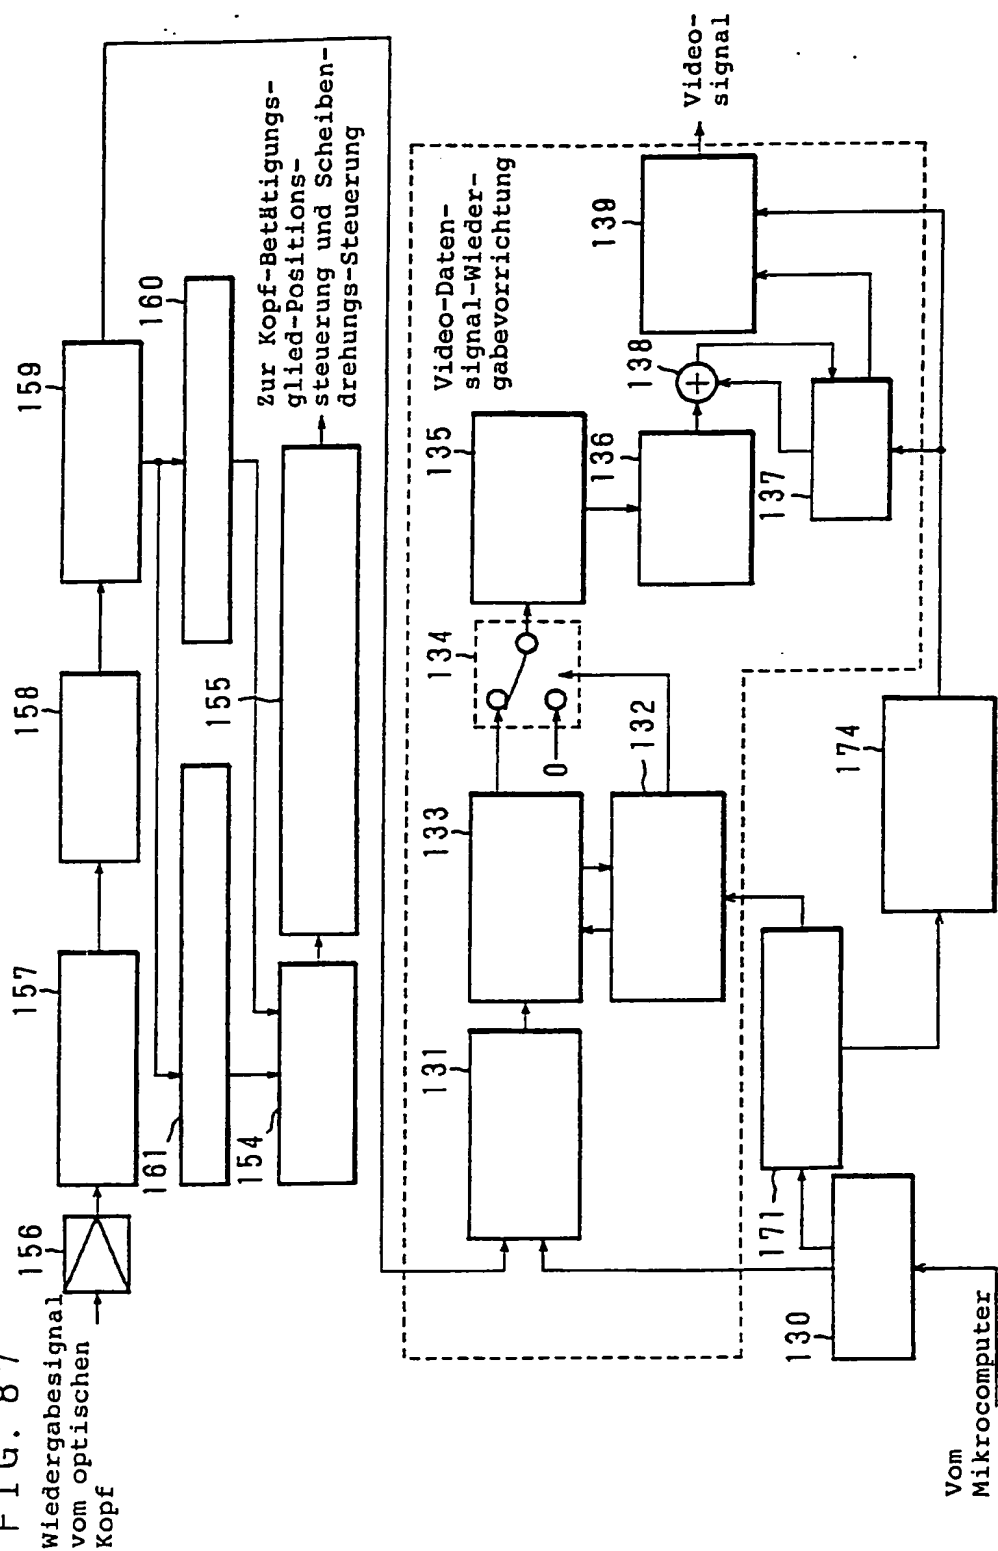 FIG. 87
Wiedergabesignal
vom optischen
Kopf
156
157
158
159
160
161
154
155
Zur Kopf-Betätigungs-
glied-Positions-
steuerung und Scheiben-
drehungs-Steuerung
Video-Daten-
signal-Wieder-
gabevorrichtung
131
133
132
134
0
135
136
138
+
137
139
Video-
signal
130
171
174
Vom
Mikrocomputer